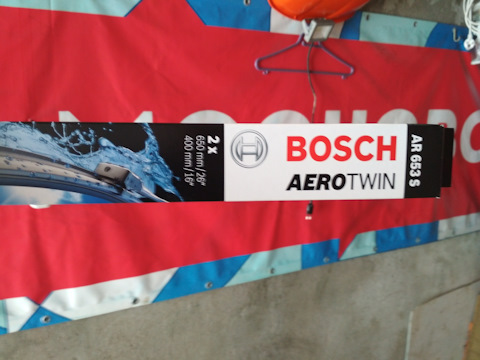 2 x
650 mm/26"
400 mm/16"
BOSCH
AEROTWIN
AR 653 S